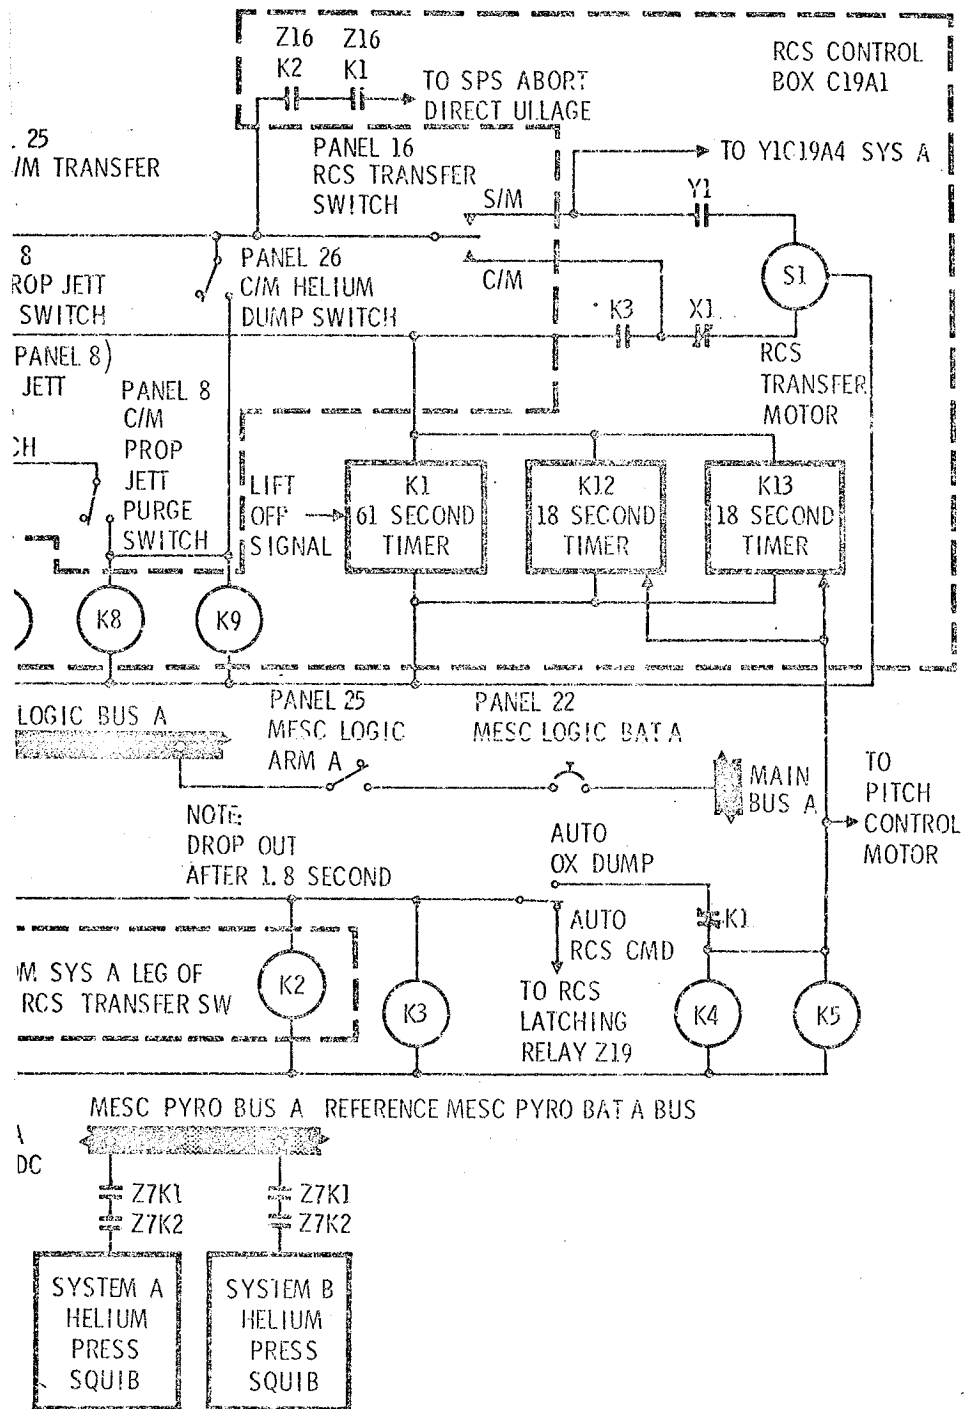 Z16 Z16
K2 K1
TO SPS ABORT
DIRECT ULLAGE
RCS CONTROL
BOX C19A1
25
/M TRANSFER
PANEL 16
RCS TRANSFER
SWITCH
S/M
C/M
TO Y1C19A4 SYS A
Y1
S1
8
ROP JETT
SWITCH
PANEL 26
C/M HELIUM
DUMP SWITCH
K3
X1
RCS
TRANSFER
MOTOR
PANEL 8)
JETT
CH
PANEL 8
C/M
PROP
JETT
PURGE
SWITCH
LIFT
OFF
SIGNAL
K1
61 SECOND
TIMER
K12
18 SECOND
TIMER
K13
18 SECOND
TIMER
K8
K9
LOGIC BUS A
PANEL 25
MESC LOGIC
ARM A
PANEL 22
MESC LOGIC BAT A
MAIN
BUS A
TO
PITCH
CONTROL
MOTOR
NOTE:
DROP OUT
AFTER 1.8 SECOND
AUTO
OX DUMP
K1
AUTO
RCS CMD
TO RCS
LATCHING
RELAY Z19
M SYS A LEG OF
RCS TRANSFER SW
K2
K3
K4
K5
MESC PYRO BUS A REFERENCE MESC PYRO BAT A BUS
DC
Z7K1
Z7K2
Z7K1
Z7K2
SYSTEM A
HELIUM
PRESS
SQUIB
SYSTEM B
HELIUM
PRESS
SQUIB